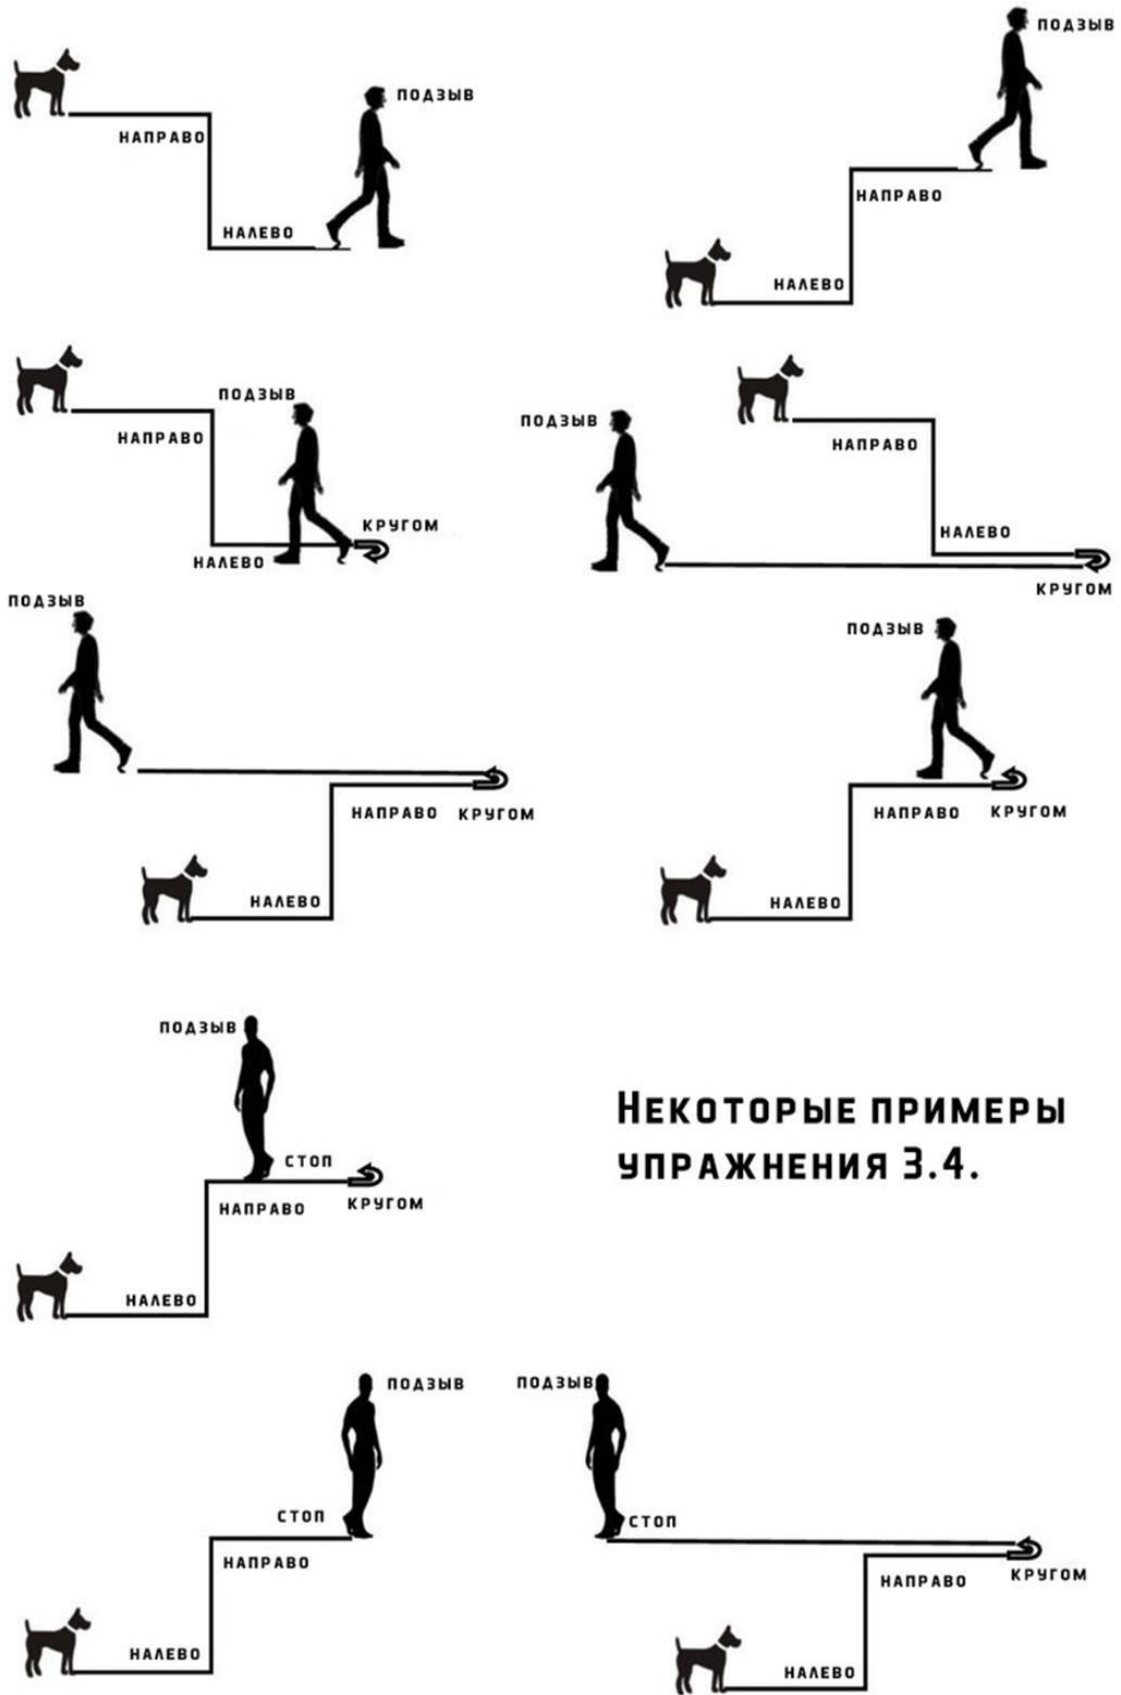 ПОДЗЫВ
НАПРАВО
НАЛЕВО
ПОДЗЫВ
НАПРАВО
НАЛЕВО
ПОДЗЫВ
НАПРАВО
КРУГОМ
НАЛЕВО
ПОДЗЫВ
НАПРАВО
НАЛЕВО
КРУГОМ
ПОДЗЫВ
НАПРАВО КРУГОМ
НАЛЕВО
ПОДЗЫВ
НАПРАВО КРУГОМ
НАЛЕВО
ПОДЗЫВ
СТОП
НАПРАВО КРУГОМ
НАЛЕВО
НЕКОТОРЫЕ ПРИМЕРЫ
УПРАЖНЕНИЯ 3.4.
ПОДЗЫВ
СТОП
НАПРАВО
НАЛЕВО
ПОДЗЫВ
СТОП
НАПРАВО КРУГОМ
НАЛЕВО